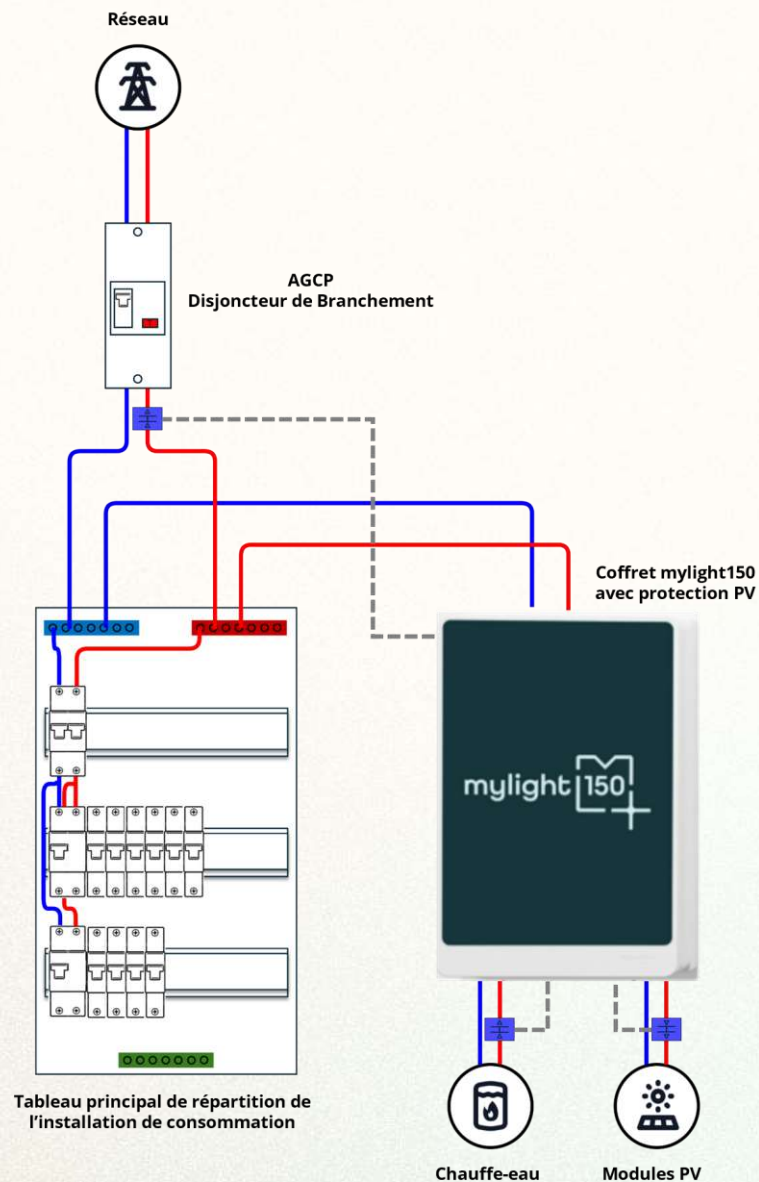 Réseau
AGCP
Disjoncteur de Branchement
Coffret mylight150
avec protection PV
mylight 150
Tableau principal de répartition de
l’installation de consommation
Chauffe-eau
Modules PV